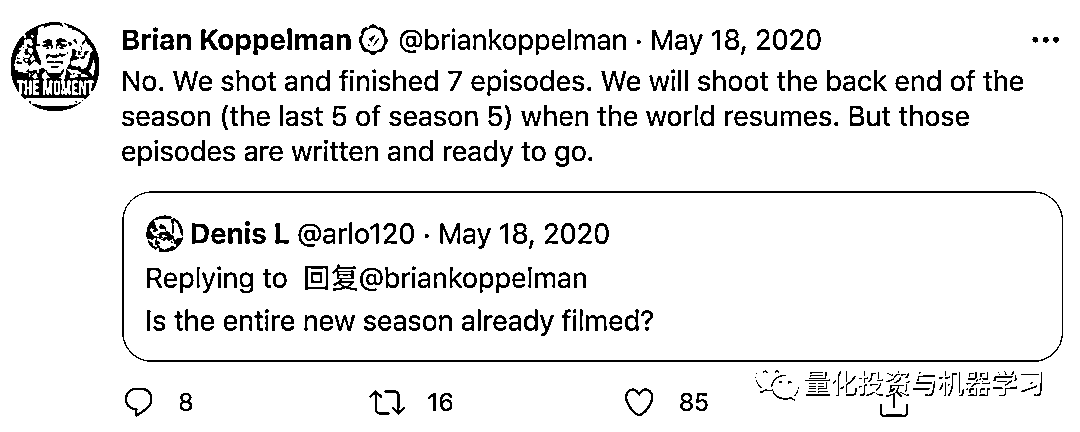 Brian Koppelman @briankoppelman · May 18, 2020
THE MOMENT
No. We shot and finished 7 episodes. We will shoot the back end of the
season (the last 5 of season 5) when the world resumes. But those
episodes are written and ready to go.
Denis L @arlo120 · May 18, 2020
Replying to 回复@briankoppelman
Is the entire new season already filmed?
8 16 85
量化投资与机器学习